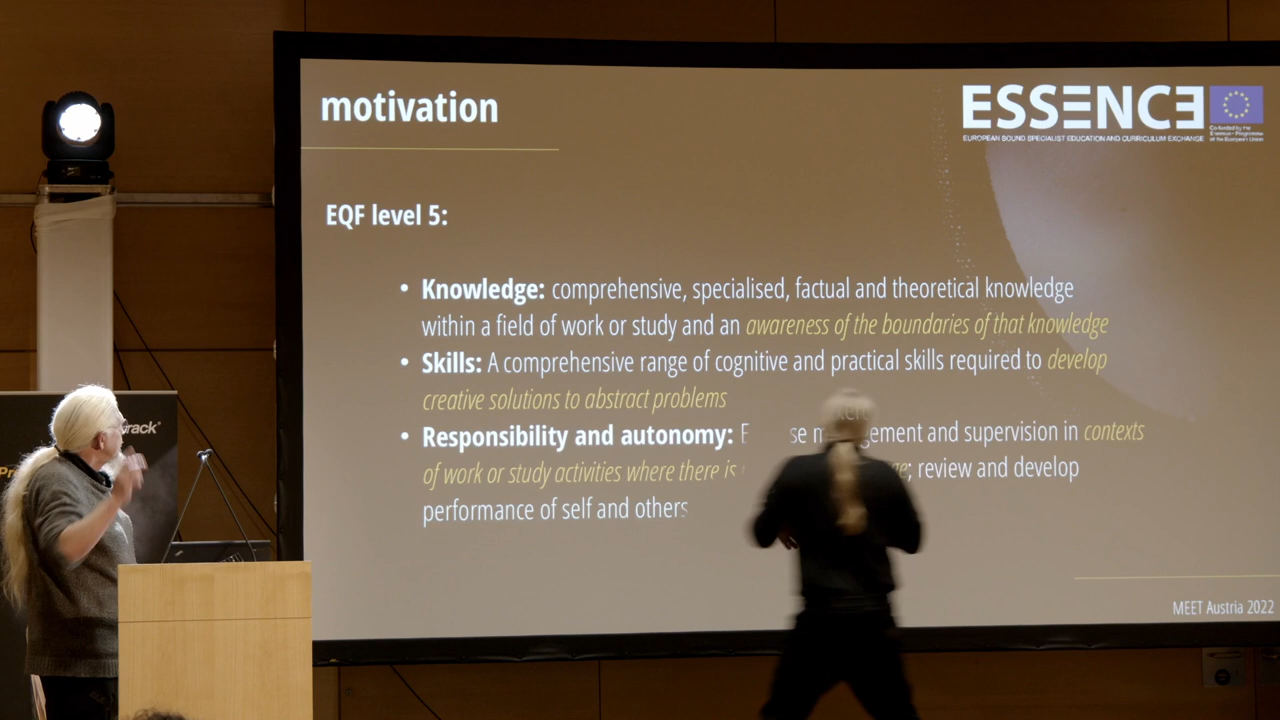 motivation
ESSENCE
EUROPEAN BOUND SPECIALIST EDUCATION AND CURRICULUM EXCHANGE
Co-funded by the
Erasmus+ Programme
of the European Union
EQF level 5:
• Knowledge: comprehensive, specialised, factual and theoretical knowledge
within a field of work or study and an awareness of the boundaries of that knowledge
• Skills: A comprehensive range of cognitive and practical skills required to develop
creative solutions to abstract problems
• Responsibility and autonomy: management and supervision in contexts
of work or study activities where there is ; review and develop
performance of self and others
MEET Austria 2022